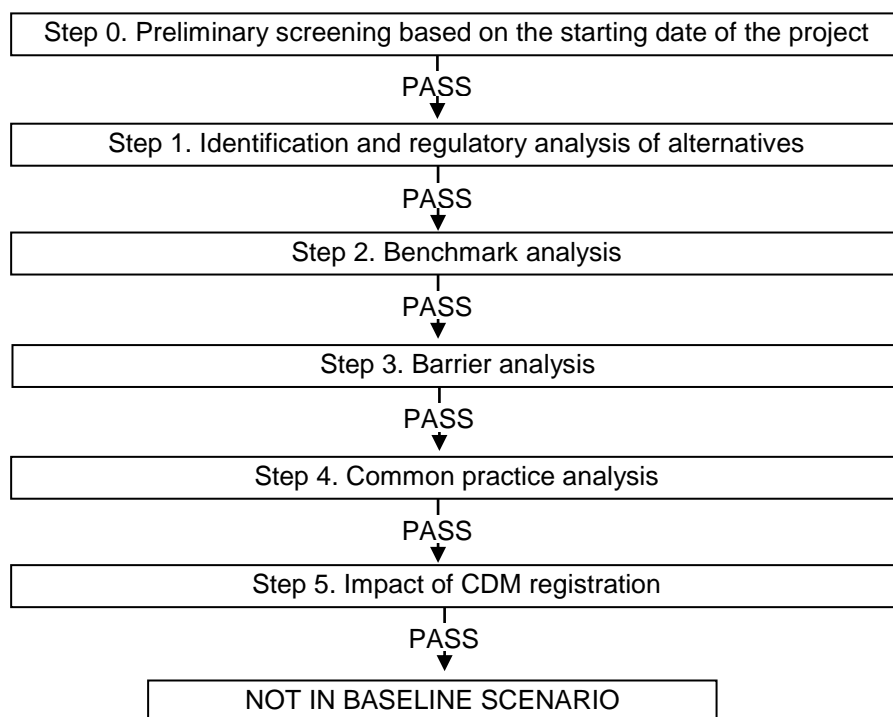 Step 0. Preliminary screening based on the starting date of the project
PASS
Step 1. Identification and regulatory analysis of alternatives
PASS
Step 2. Benchmark analysis
PASS
Step 3. Barrier analysis
PASS
Step 4. Common practice analysis
PASS
Step 5. Impact of CDM registration
PASS
NOT IN BASELINE SCENARIO